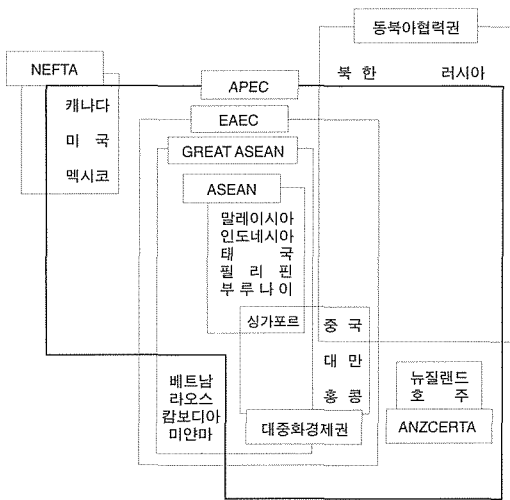 동북아협력권
NEFTA
북 한 러시아
APEC
캐나다
EAEC
미 국
GREAT ASEAN
멕시코
ASEAN
말레이시아
인도네시아
태 국
필 리 핀
부 루 나 이
싱가포르
중 국
대 만
홍 콩
베트남
라오스
캄보디아
미얀마
뉴질랜드
호 주
대중화경제권
ANZCERTA